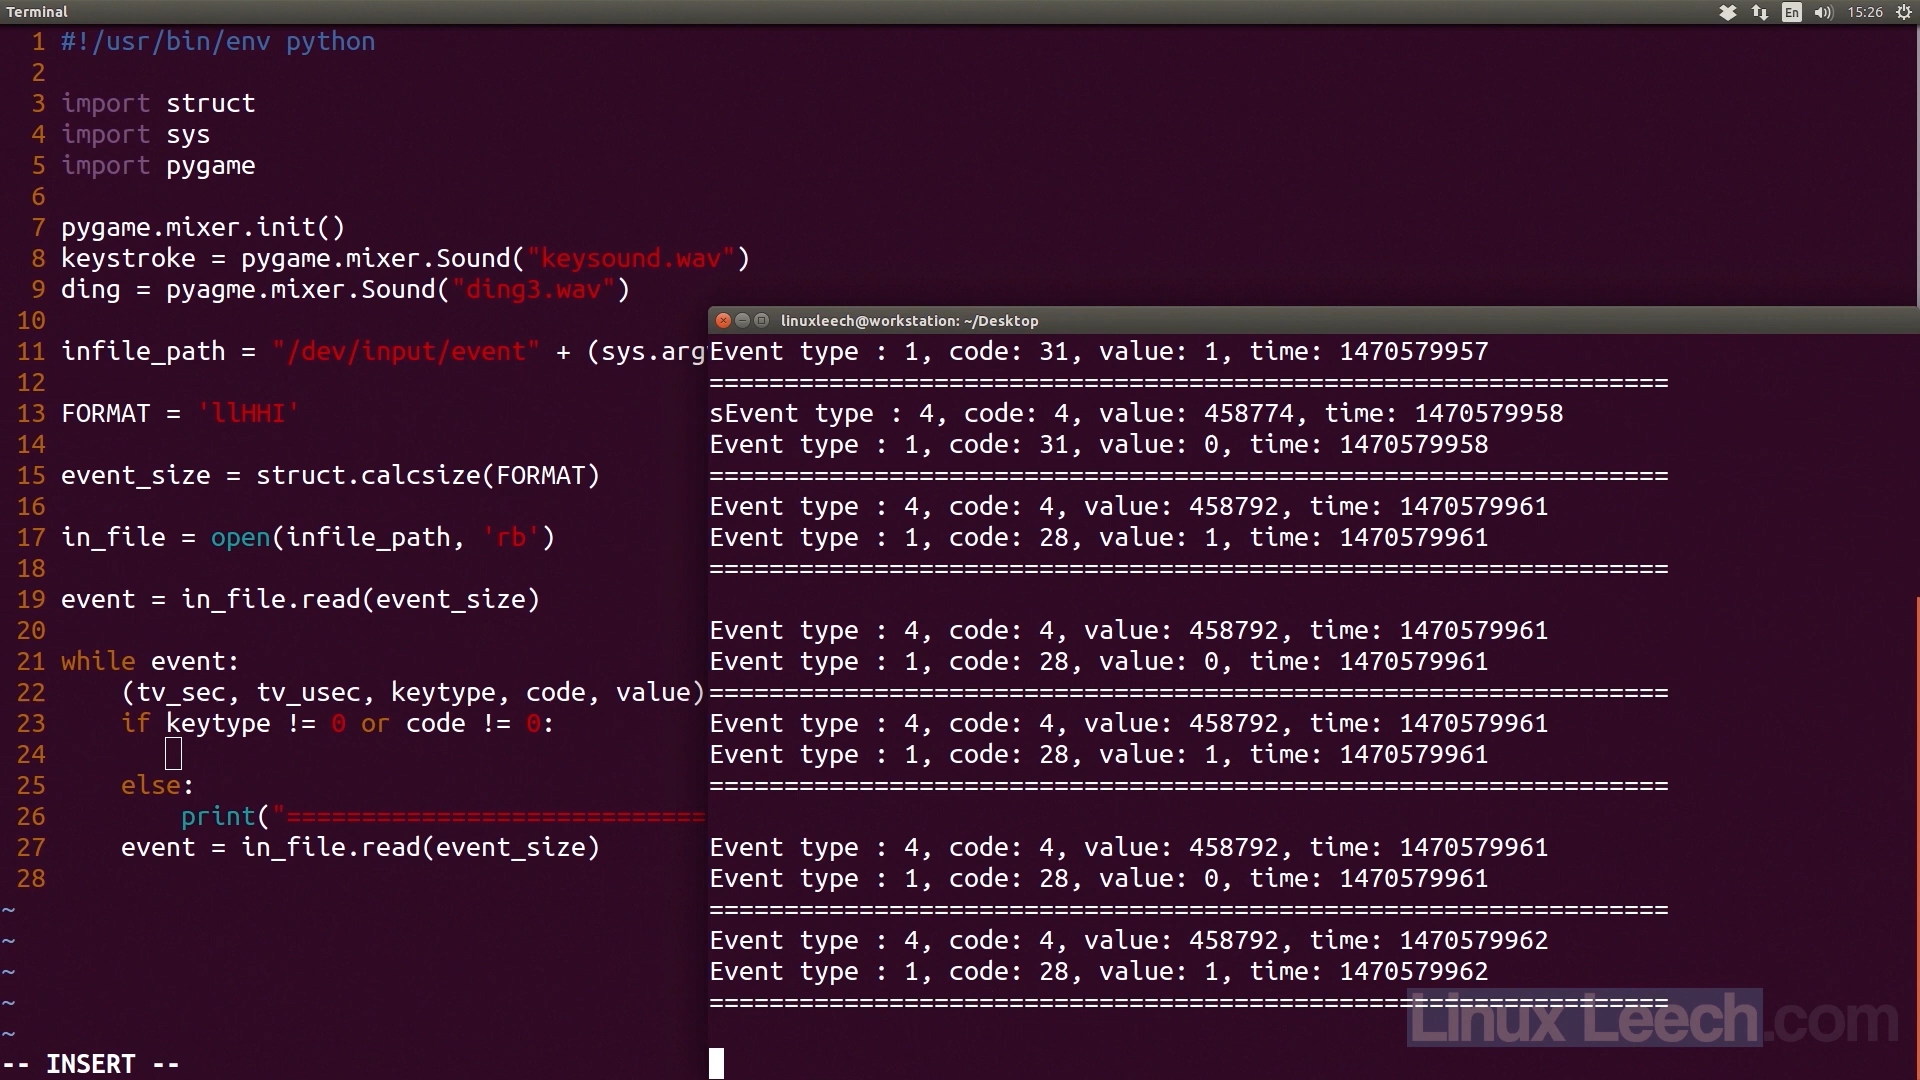 Terminal
En 15:26
1 #!/usr/bin/env python
2
3 import struct
4 import sys
5 import pygame
6
7 pygame.mixer.init()
8 keystroke = pygame.mixer.Sound("keysound.wav")
9 ding = pyagme.mixer.Sound("ding3.wav")
10
11 infile_path = "/dev/input/event" + (sys.arg
12
13 FORMAT = 'llHHI'
14
15 event_size = struct.calcsize(FORMAT)
16
17 in_file = open(infile_path, 'rb')
18
19 event = in_file.read(event_size)
20
21 while event:
22     (tv_sec, tv_usec, keytype, code, value)
23     if keytype != 0 or code != 0:
24
25     else:
26         print("============================
27     event = in_file.read(event_size)
28
~
~
~
~
~
-- INSERT --
linuxleech@workstation: ~/Desktop
Event type : 1, code: 31, value: 1, time: 1470579957
================================================================
sEvent type : 4, code: 4, value: 458774, time: 1470579958
Event type : 1, code: 31, value: 0, time: 1470579958
================================================================
Event type : 4, code: 4, value: 458792, time: 1470579961
Event type : 1, code: 28, value: 1, time: 1470579961
================================================================
Event type : 4, code: 4, value: 458792, time: 1470579961
Event type : 1, code: 28, value: 0, time: 1470579961
================================================================
Event type : 4, code: 4, value: 458792, time: 1470579961
Event type : 1, code: 28, value: 1, time: 1470579961
================================================================
Event type : 4, code: 4, value: 458792, time: 1470579961
Event type : 1, code: 28, value: 0, time: 1470579961
================================================================
Event type : 4, code: 4, value: 458792, time: 1470579962
Event type : 1, code: 28, value: 1, time: 1470579962
================================================================
Linux Leech.com